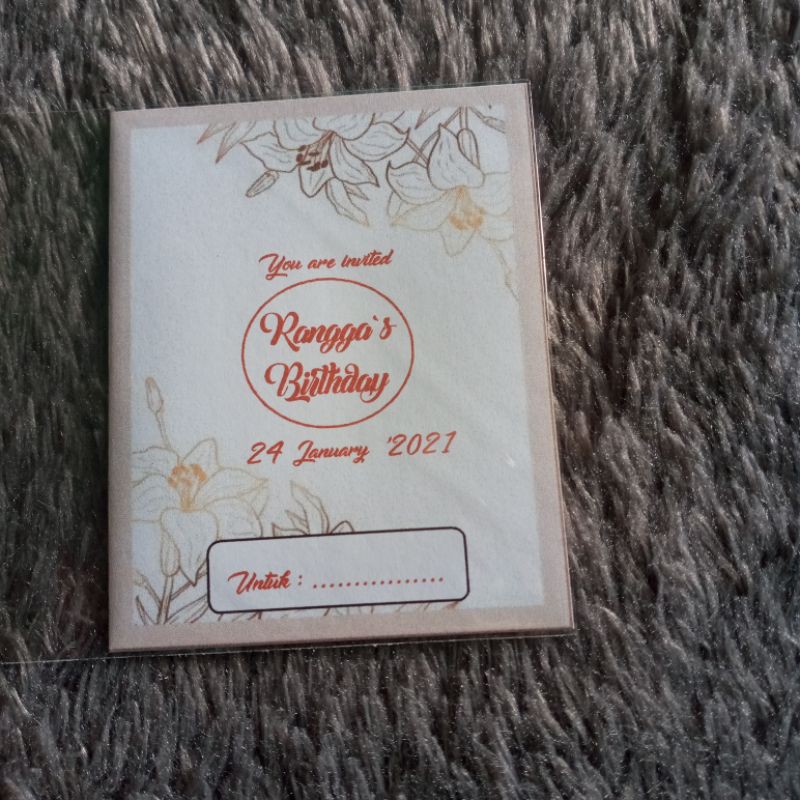 You are invited
Rangga`s
Birthday
24 January '2021
Untuk : ................